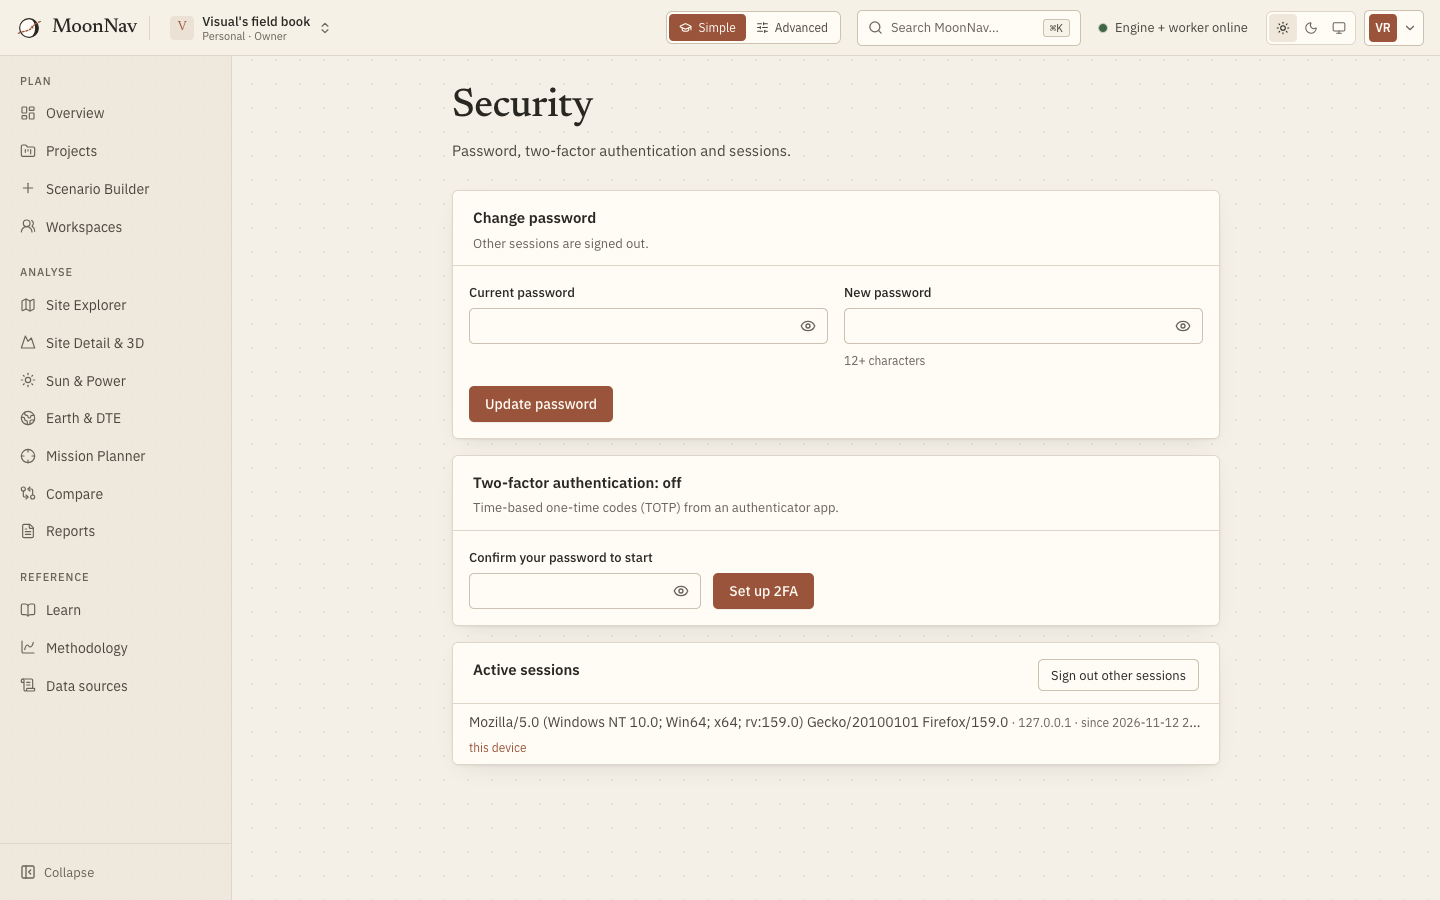 MoonNav
V
Visual's field book
Personal · Owner
Simple
Advanced
Search MoonNav...
⌘K
Engine + worker online
VR
PLAN
Overview
Projects
Scenario Builder
Workspaces
ANALYSE
Site Explorer
Site Detail & 3D
Sun & Power
Earth & DTE
Mission Planner
Compare
Reports
REFERENCE
Learn
Methodology
Data sources
Collapse
Security
Password, two-factor authentication and sessions.
Change password
Other sessions are signed out.
Current password
New password
12+ characters
Update password
Two-factor authentication: off
Time-based one-time codes (TOTP) from an authenticator app.
Confirm your password to start
Set up 2FA
Active sessions
Sign out other sessions
Mozilla/5.0 (Windows NT 10.0; Win64; x64; rv:159.0) Gecko/20100101 Firefox/159.0 · 127.0.0.1 · since 2026-11-12 2...
this device